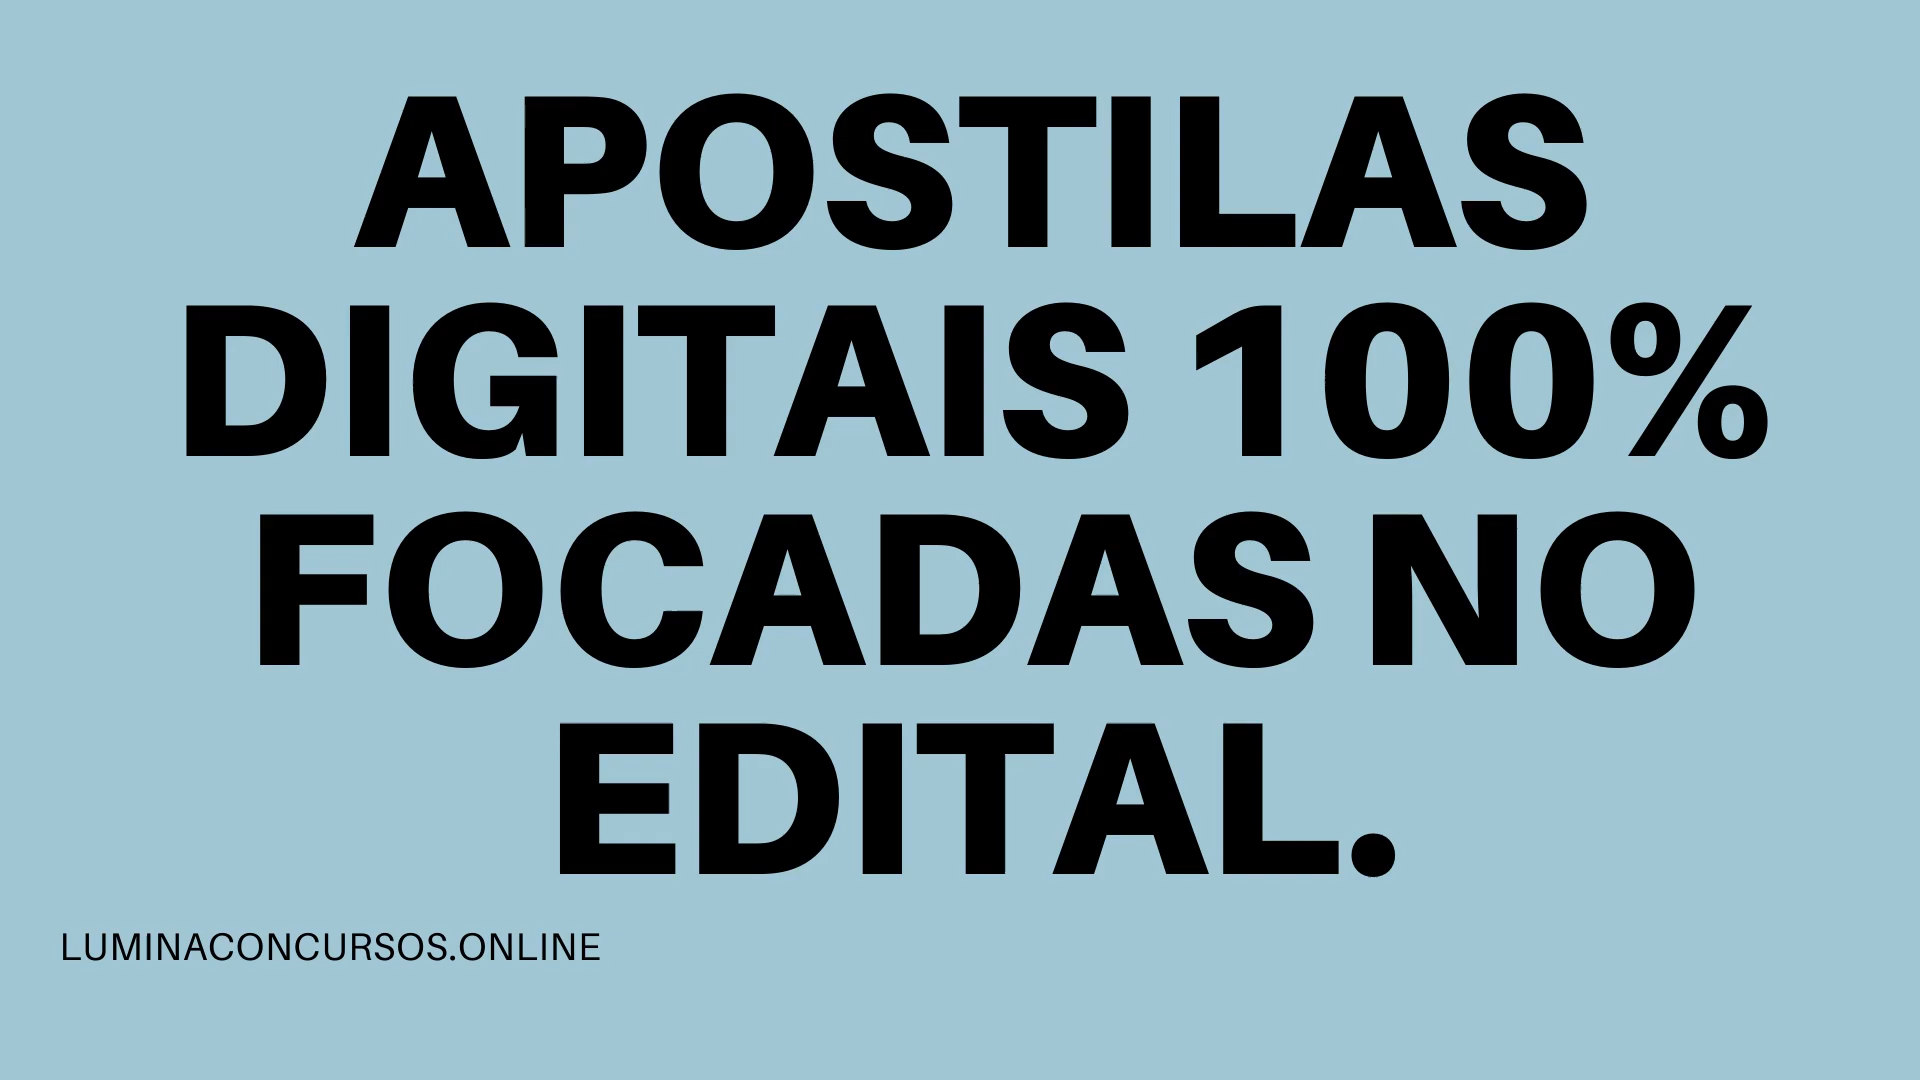 APOSTILAS
DIGITAIS 100%
FOCADAS NO
EDITAL.
LUMINACONCURSOS.ONLINE